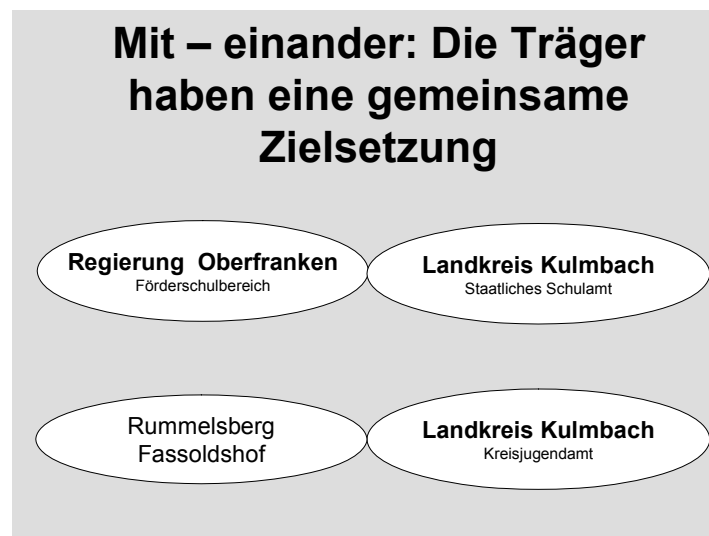 Mit – einander: Die Träger
haben eine gemeinsame
Zielsetzung
Regierung Oberfranken
Förderschulbereich
Landkreis Kulmbach
Staatliches Schulamt
Rummelsberg
Fassoldshof
Landkreis Kulmbach
Kreisjugendamt